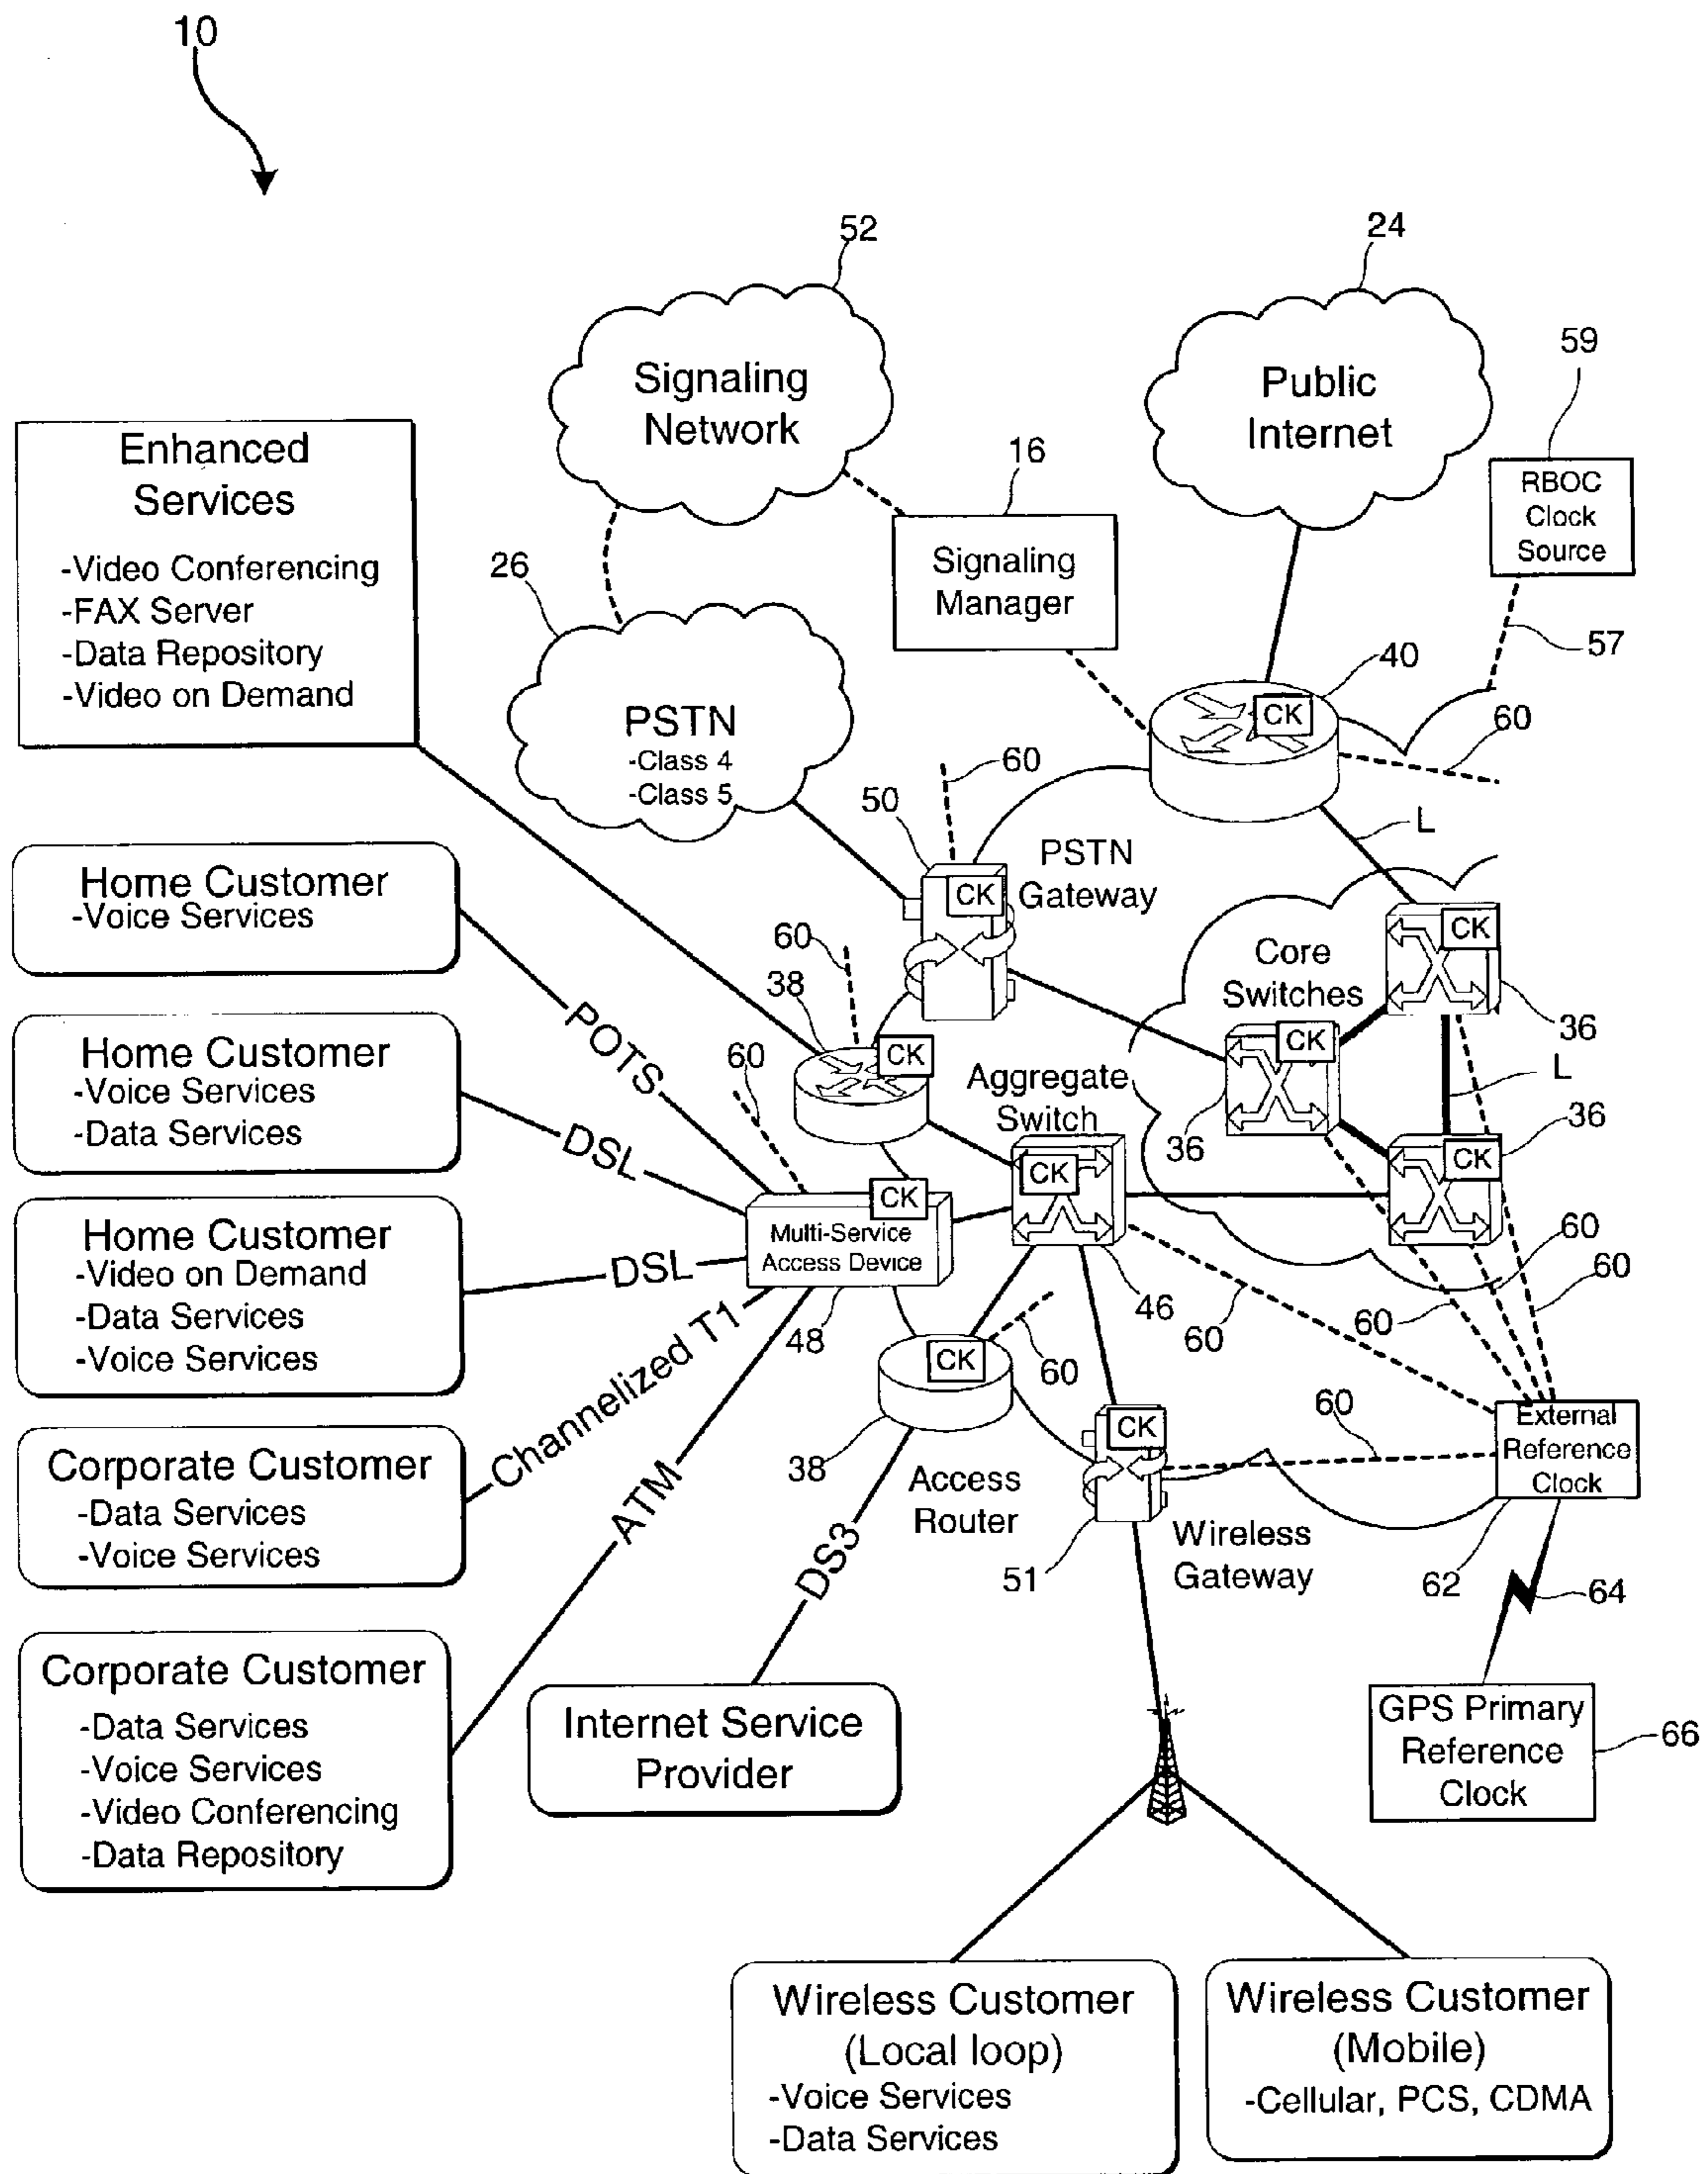 10
52
24
59
Signaling
Network
Public
Internet
RBOC
Clock
Source
16
Signaling
Manager
57
Enhanced
Services
-Video Conferencing
-FAX Server
-Data Repository
-Video on Demand
26
PSTN
-Class 4
-Class 5
40
CK
60
60
50
L
PSTN
Gateway
CK
Home Customer
-Voice Services
60
38
CK
Core
Switches
CK
36
CK
36
POTS
60
Home Customer
-Voice Services
-Data Services
DSL
Aggregate
Switch
L
36
CK
CK
CK
Multi-Service
Access Device
Home Customer
-Video on Demand
-Data Services
-Voice Services
DSL
48
46
60
60
60
60
60
CK
38
Channelized T1
Corporate Customer
-Data Services
-Voice Services
ATM
Access
Router
CK
51
Wireless
Gateway
60
External
Reference
Clock
62
64
DS3
Corporate Customer
-Data Services
-Voice Services
-Video Conferencing
-Data Repository
Internet Service
Provider
GPS Primary
Reference
Clock
66
Wireless Customer
(Local loop)
-Voice Services
-Data Services
Wireless Customer
(Mobile)
-Cellular, PCS, CDMA